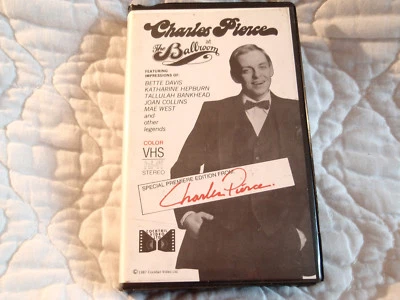 Charles Pierce
at
The Ballroom
FEATURING
IMPRESSIONS OF:
BETTE DAVIS
KATHARINE HEPBURN
TALLULAH BANKHEAD
JOAN COLLINS
MAE WEST
and
other
legends
COLOR
VHS
STEREO
SPECIAL PREMIERE EDITION FROM
Charles Pierce